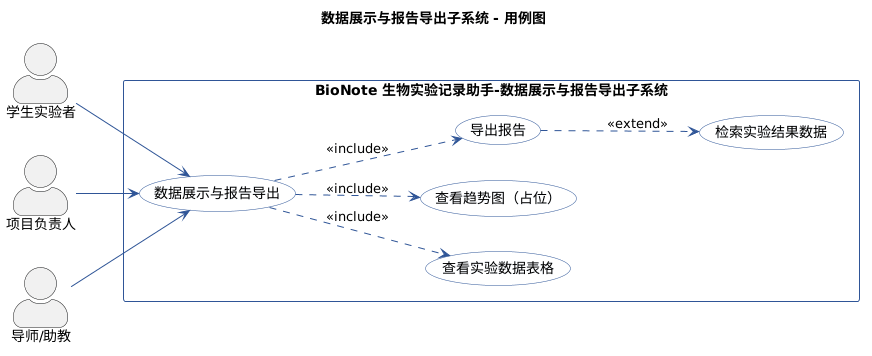 数据展示与报告导出子系统 - 用例图
BioNote 生物实验记录助手-数据展示与报告导出子系统
学生实验者
项目负责人
导师/助教
数据展示与报告导出
«include»
«include»
«include»
导出报告
查看趋势图（占位）
查看实验数据表格
«extend»
检索实验结果数据